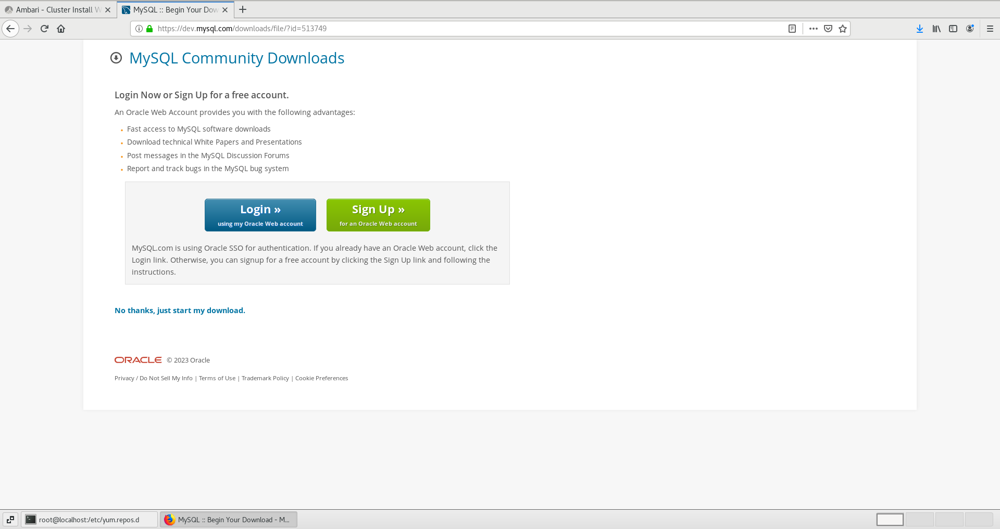 Ambari - Cluster Install W
MySQL :: Begin Your Dow
https://dev.mysql.com/downloads/file/?id=513749
MySQL Community Downloads
Login Now or Sign Up for a free account.
An Oracle Web Account provides you with the following advantages:
Fast access to MySQL software downloads
Download technical White Papers and Presentations
Post messages in the MySQL Discussion Forums
Report and track bugs in the MySQL bug system
Login »
using my Oracle Web account
Sign Up »
for an Oracle Web account
MySQL.com is using Oracle SSO for authentication. If you already have an Oracle Web account, click the
Login link. Otherwise, you can signup for a free account by clicking the Sign Up link and following the
instructions.
No thanks, just start my download.
ORACLE © 2023 Oracle
Privacy / Do Not Sell My Info | Terms of Use | Trademark Policy | Cookie Preferences
root@localhost:/etc/yum.repos.d
MySQL :: Begin Your Download - M...